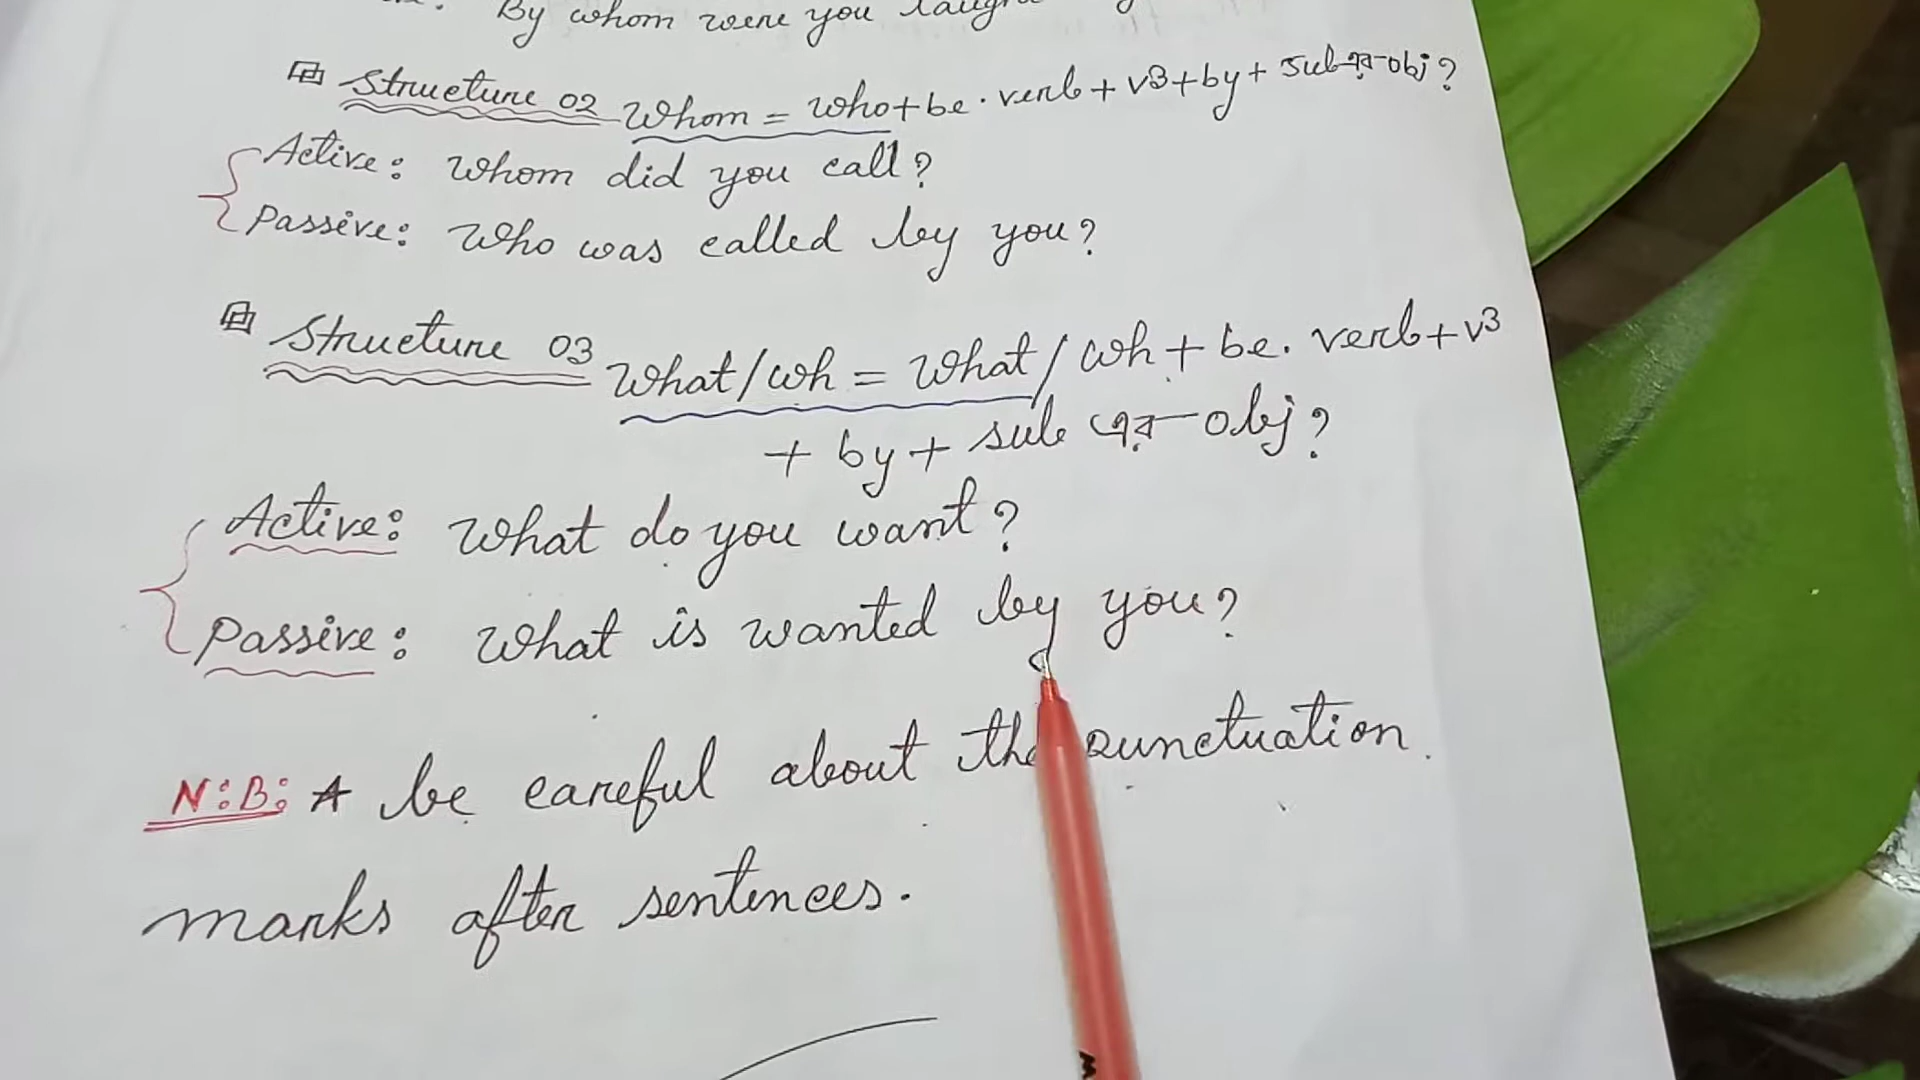 By whom were you
Structure 02 Whom = who+be.verb+v3+by+sub এর obj?
Active: Whom did you call?
Passive: Who was called by you?
Structure 03 What/wh = What/wh+be.verb+v3
+ by + sub এর obj?
Active: What do you want?
Passive: What is wanted by you?
N:B: be careful about the punctuation
marks after sentences.